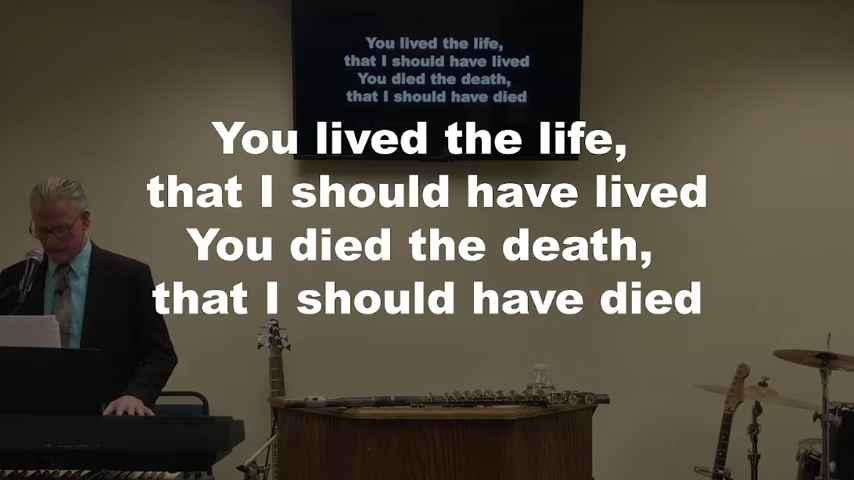 You lived the life,
that I should have lived
You died the death,
that I should have died
You lived the life,
that I should have lived
You died the death,
that I should have died